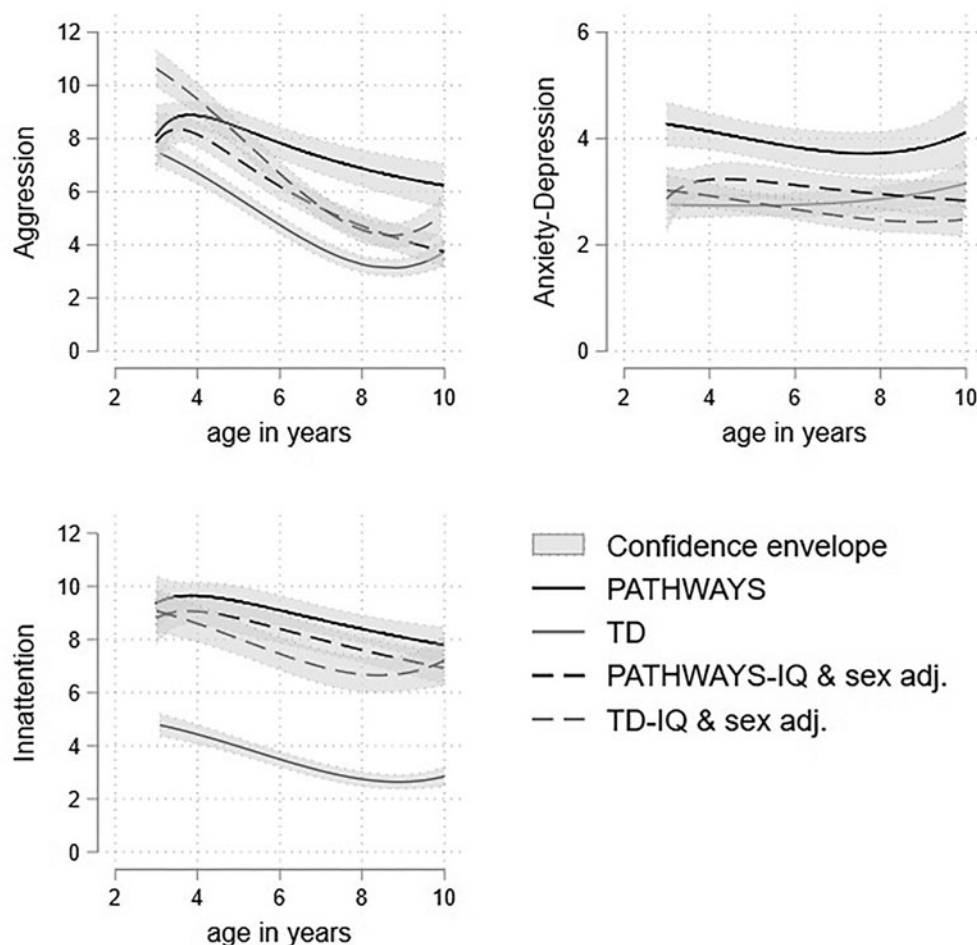 12
10
8
6
4
2
0
Aggression
2 4 6 8 10
age in years
6
4
2
0
Anxiety-Depression
2 4 6 8 10
age in years
12
10
8
6
4
2
0
Innattention
2 4 6 8 10
age in years
Confidence envelope
PATHWAYS
TD
PATHWAYS-IQ & sex adj.
TD-IQ & sex adj.